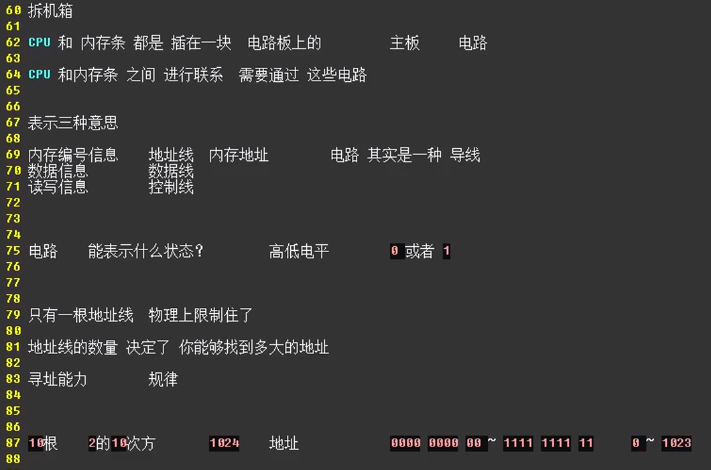 60 拆机箱
61
62 CPU 和 内存条 都是 插在一块 电路板上的 主板 电路
63
64 CPU 和内存条 之间 进行联系 需要通过 这些电路
65
66
67 表示三种意思
68
69 内存编号信息 地址线 内存地址 电路 其实是一种 导线
70 数据信息 数据线
71 读写信息 控制线
72
73
74
75 电路 能表示什么状态? 高低电平 0 或者 1
76
77
78
79 只有一根地址线 物理上限制住了
80
81 地址线的数量 决定了 你能够找到多大的地址
82
83 寻址能力 规律
84
85
86
87 10根 2的10次方 1024 地址 0000 0000 00 ~ 1111 1111 11 0 ~ 1023
88